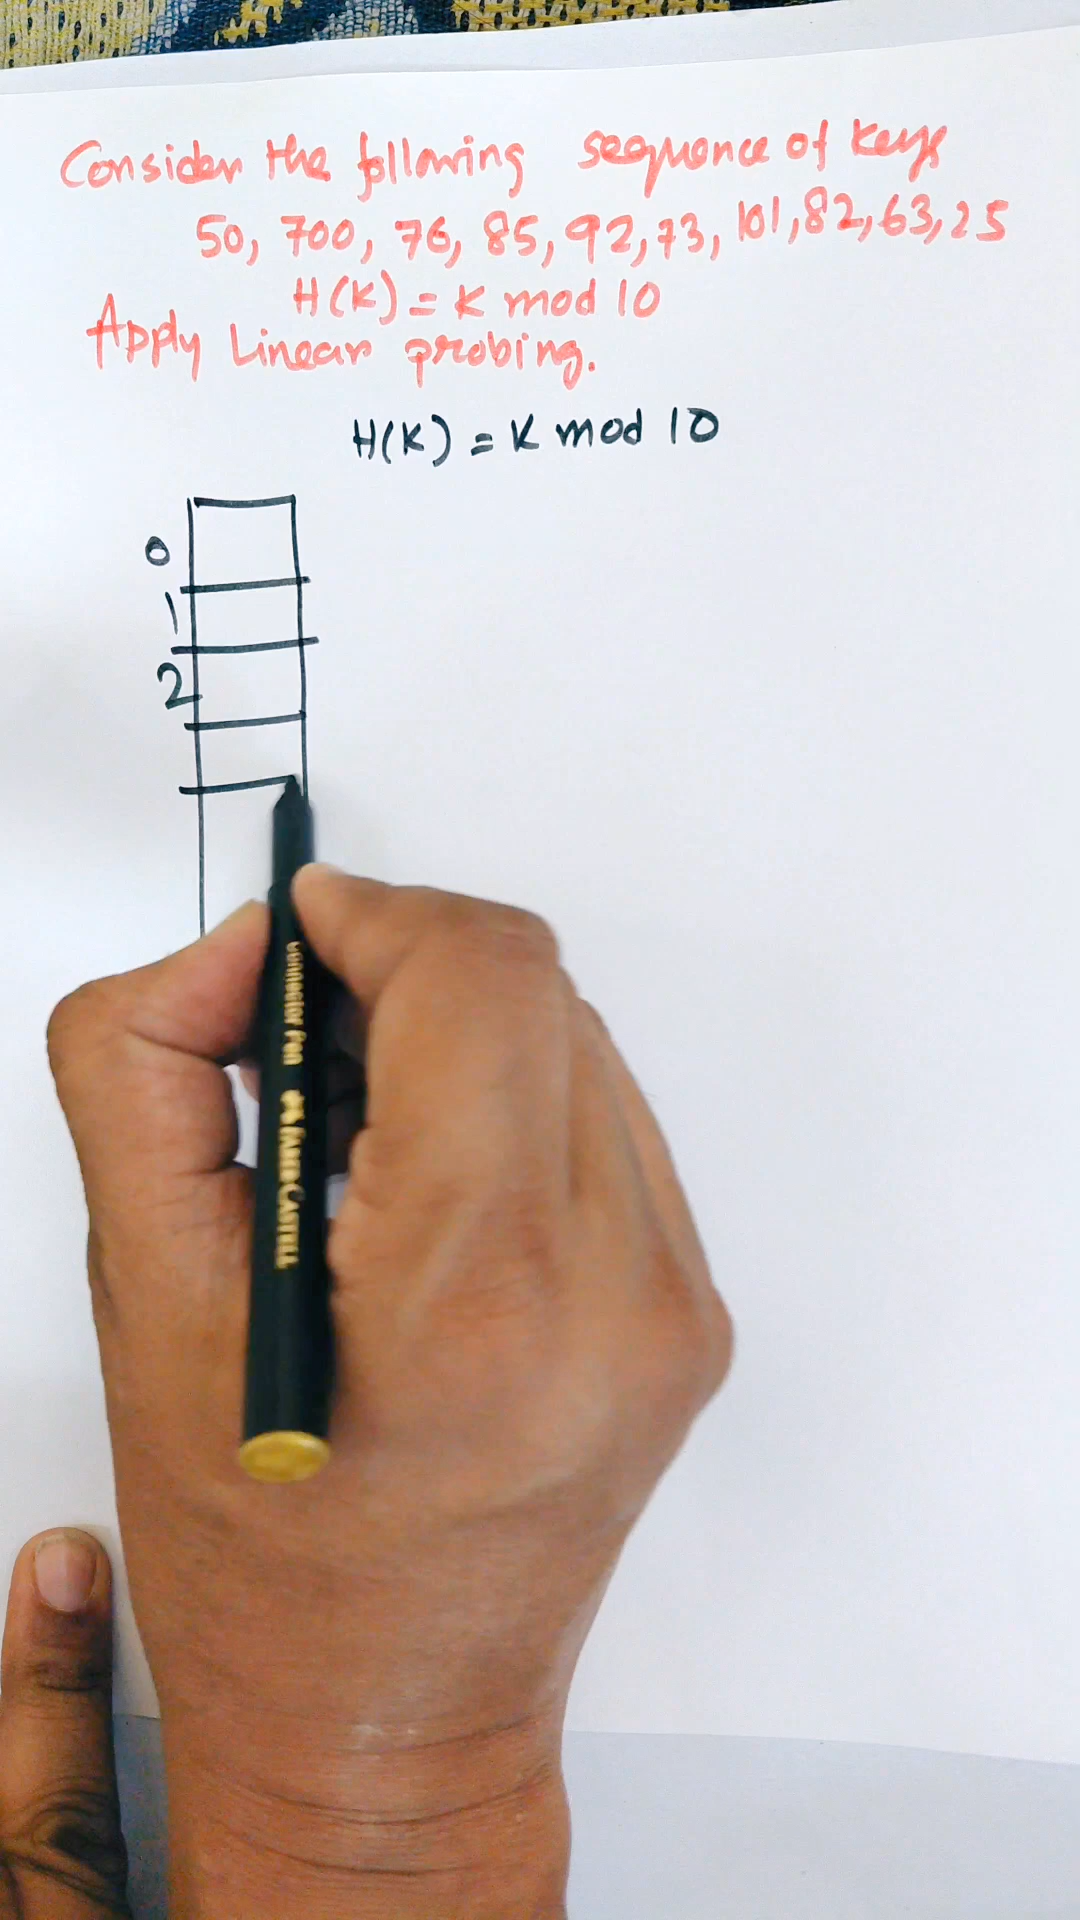 Consider the following sequence of keys
50, 700, 76, 85, 92, 73, 101, 82, 63, 25
H(K) = K mod 10
Apply Linear probing.
H(K) = K mod 10
0
1
2
Connector Pen FABER CASTELL